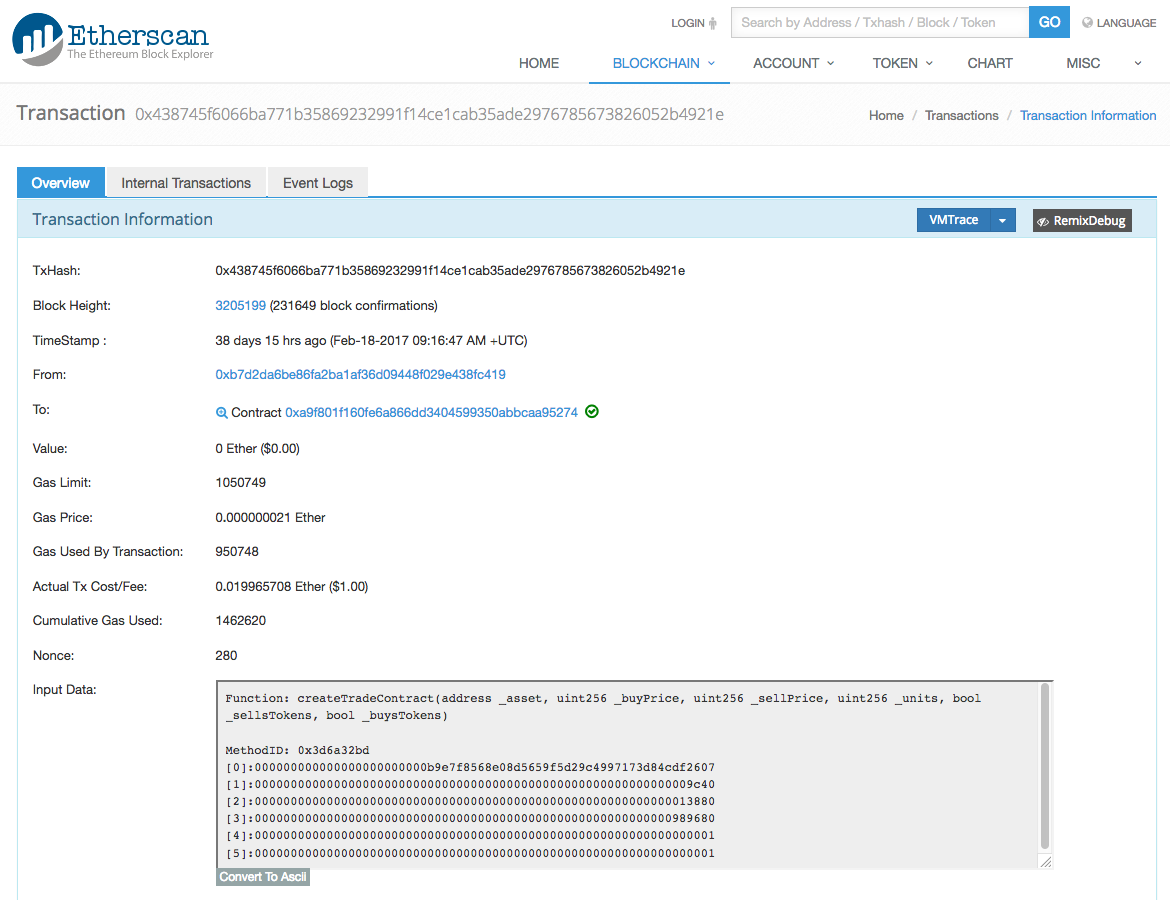 Etherscan
The Ethereum Block Explorer
LOGIN
Search by Address / Txhash / Block / Token
GO
LANGUAGE
HOME BLOCKCHAIN ACCOUNT TOKEN CHART MISC
Transaction 0x438745f6066ba771b35869232991f14ce1cab35ade2976785673826052b4921e
Home / Transactions / Transaction Information
Overview Internal Transactions Event Logs
Transaction Information
VMTrace
RemixDebug
TxHash: 0x438745f6066ba771b35869232991f14ce1cab35ade2976785673826052b4921e
Block Height: 3205199 (231649 block confirmations)
TimeStamp : 38 days 15 hrs ago (Feb-18-2017 09:16:47 AM +UTC)
From: 0xb7d2da6be86fa2ba1af36d09448f029e438fc419
To: Contract 0xa9f801f160fe6a866dd3404599350abbcaa95274
Value: 0 Ether ($0.00)
Gas Limit: 1050749
Gas Price: 0.000000021 Ether
Gas Used By Transaction: 950748
Actual Tx Cost/Fee: 0.019965708 Ether ($1.00)
Cumulative Gas Used: 1462620
Nonce: 280
Input Data:
Function: createTradeContract(address _asset, uint256 _buyPrice, uint256 _sellPrice, uint256 _units, bool
_sellsTokens, bool _buysTokens)
MethodID: 0x3d6a32bd
[0]:000000000000000000000000b9e7f8568e08d5659f5d29c4997173d84cdf2607
[1]:0000000000000000000000000000000000000000000000000000000000009c40
[2]:0000000000000000000000000000000000000000000000000000000000013880
[3]:0000000000000000000000000000000000000000000000000000000000989680
[4]:0000000000000000000000000000000000000000000000000000000000000001
[5]:0000000000000000000000000000000000000000000000000000000000000001
Convert To Ascii